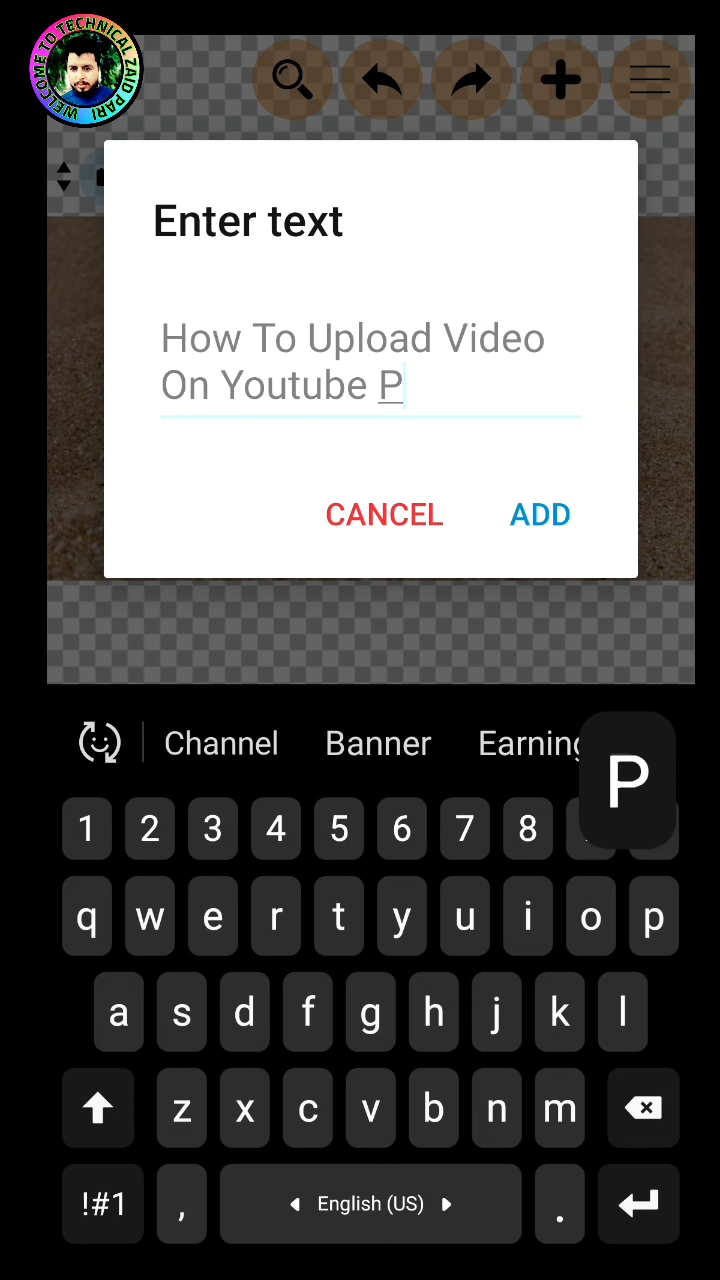 WELCOME TO TECHNICAL ZAID PARI
Enter text
How To Upload Video
On Youtube P
CANCEL ADD
Channel Banner Earning
P
1 2 3 4 5 6 7 8
q w e r t y u i o p
a s d f g h j k l
z x c v b n m
!#1 , English (US) .